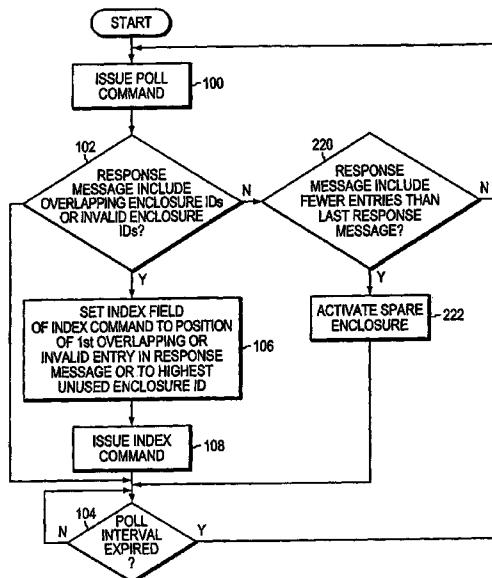 START
ISSUE POLL
COMMAND
100
102
RESPONSE
MESSAGE INCLUDE
OVERLAPPING ENCLOSURE IDs
OR INVALID ENCLOSURE
IDs?
N
Y
220
RESPONSE
MESSAGE INCLUDE
FEWER ENTRIES THAN
LAST RESPONSE
MESSAGE?
N
Y
SET INDEX FIELD
OF INDEX COMMAND TO POSITION
OF 1st OVERLAPPING OR
INVALID ENTRY IN RESPONSE
MESSAGE OR TO HIGHEST
UNUSED ENCLOSURE ID
106
ACTIVATE SPARE
ENCLOSURE
222
ISSUE INDEX
COMMAND
108
104
POLL
INTERVAL
EXPIRED
?
N
Y